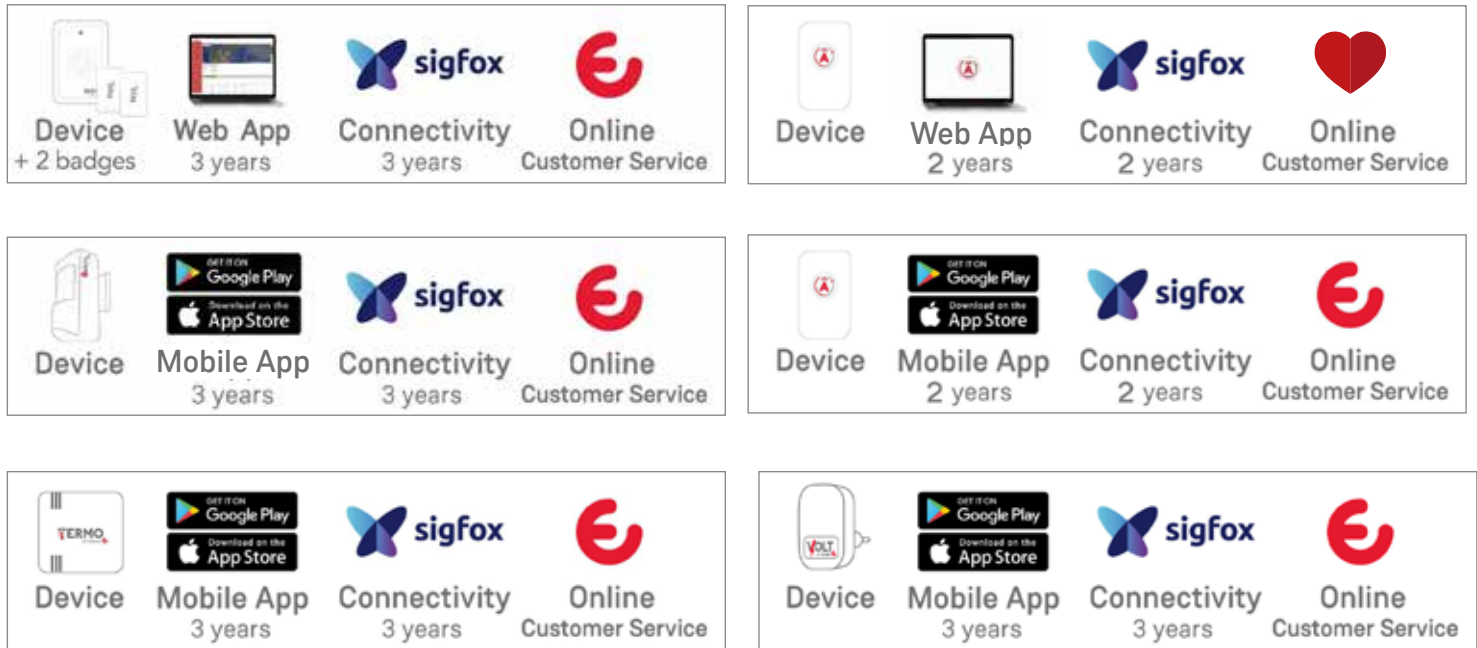 sigfox
Device
Web App
Connectivity
Online
+ 2 badges
3 years
3 years
Customer Service
sigfox
Device
Web App
Connectivity
Online
2 years
2 years
Customer Service
GET IT ON
Google Play
Download on the
App Store
sigfox
Device
Mobile App
Connectivity
Online
3 years
3 years
Customer Service
GET IT ON
Google Play
Download on the
App Store
sigfox
Device
Mobile App
Connectivity
Online
2 years
2 years
Customer Service
TERMO
GET IT ON
Google Play
Download on the
App Store
sigfox
Device
Mobile App
Connectivity
Online
3 years
3 years
Customer Service
VOLT
GET IT ON
Google Play
Download on the
App Store
sigfox
Device
Mobile App
Connectivity
Online
3 years
3 years
Customer Service